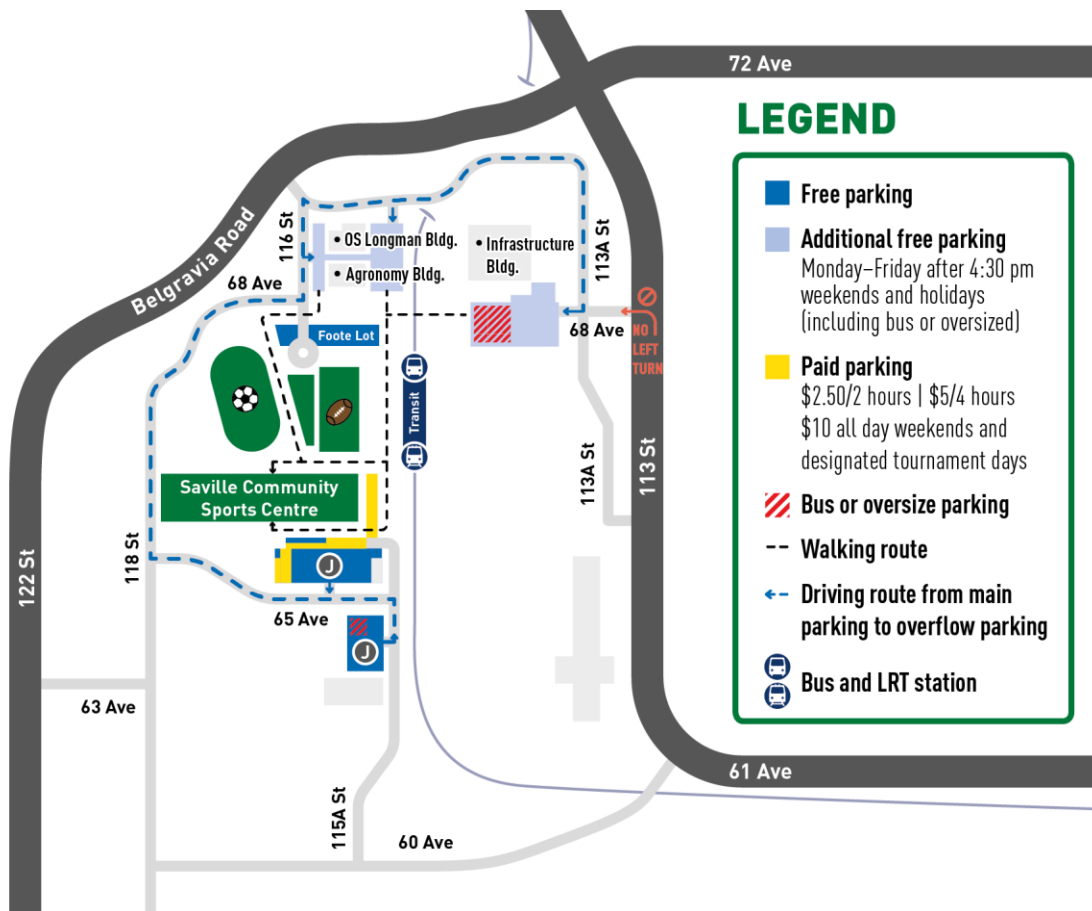 72 Ave
LEGEND
Free parking
Additional free parking
Monday–Friday after 4:30 pm
weekends and holidays
(including bus or oversized)
Paid parking
$2.50/2 hours | $5/4 hours
$10 all day weekends and
designated tournament days
Bus or oversize parking
Walking route
Driving route from main
parking to overflow parking
Bus and LRT station
Belgravia Road
116 St
• OS Longman Bldg.
• Agronomy Bldg.
• Infrastructure
Bldg.
113A St
68 Ave
68 Ave
NO
LEFT
TURN
Foote Lot
Transit
113A St
113 St
Saville Community
Sports Centre
J
118 St
122 St
65 Ave
J
63 Ave
115A St
60 Ave
61 Ave